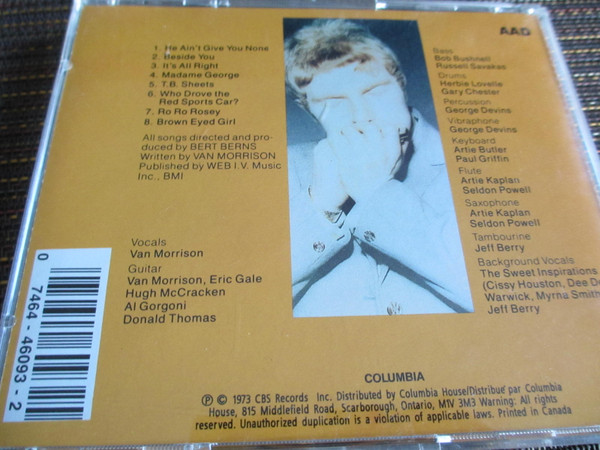 AAD
1. He Ain't Give You None
2. Beside You
3. It's All Right
4. Madame George
5. T.B. Sheets
6. Who Drove the
Red Sports Car?
7. Ro Ro Rosey
8. Brown Eyed Girl
All songs directed and pro-
duced by BERT BERNS
Written by VAN MORRISON
Published by WEB I.V. Music
Inc., BMI
Vocals
Van Morrison
Guitar
Van Morrison, Eric Gale
Hugh McCracken
Al Gorgoni
Donald Thomas
Bass
Bob Bushnell
Russell Savakas
Drums
Herbie Lovelle
Gary Chester
Percussion
George Devins
Vibraphone
George Devins
Keyboard
Artie Butler
Paul Griffin
Flute
Artie Kaplan
Seldon Powell
Saxophone
Artie Kaplan
Seldon Powell
Tambourine
Jeff Berry
Background Vocals
The Sweet Inspirations
(Cissy Houston, Dee De
Warwick, Myrna Smith
Jeff Berry
0 7464-46093-2
COLUMBIA
Ⓟ © 1973 CBS Records Inc. Distributed by Columbia House/Distribué par Columbia
House, 815 Middlefield Road, Scarborough, Ontario, M1V 3M3 Warning: All rights
reserved. Unauthorized duplication is a violation of applicable laws. Printed in Canada